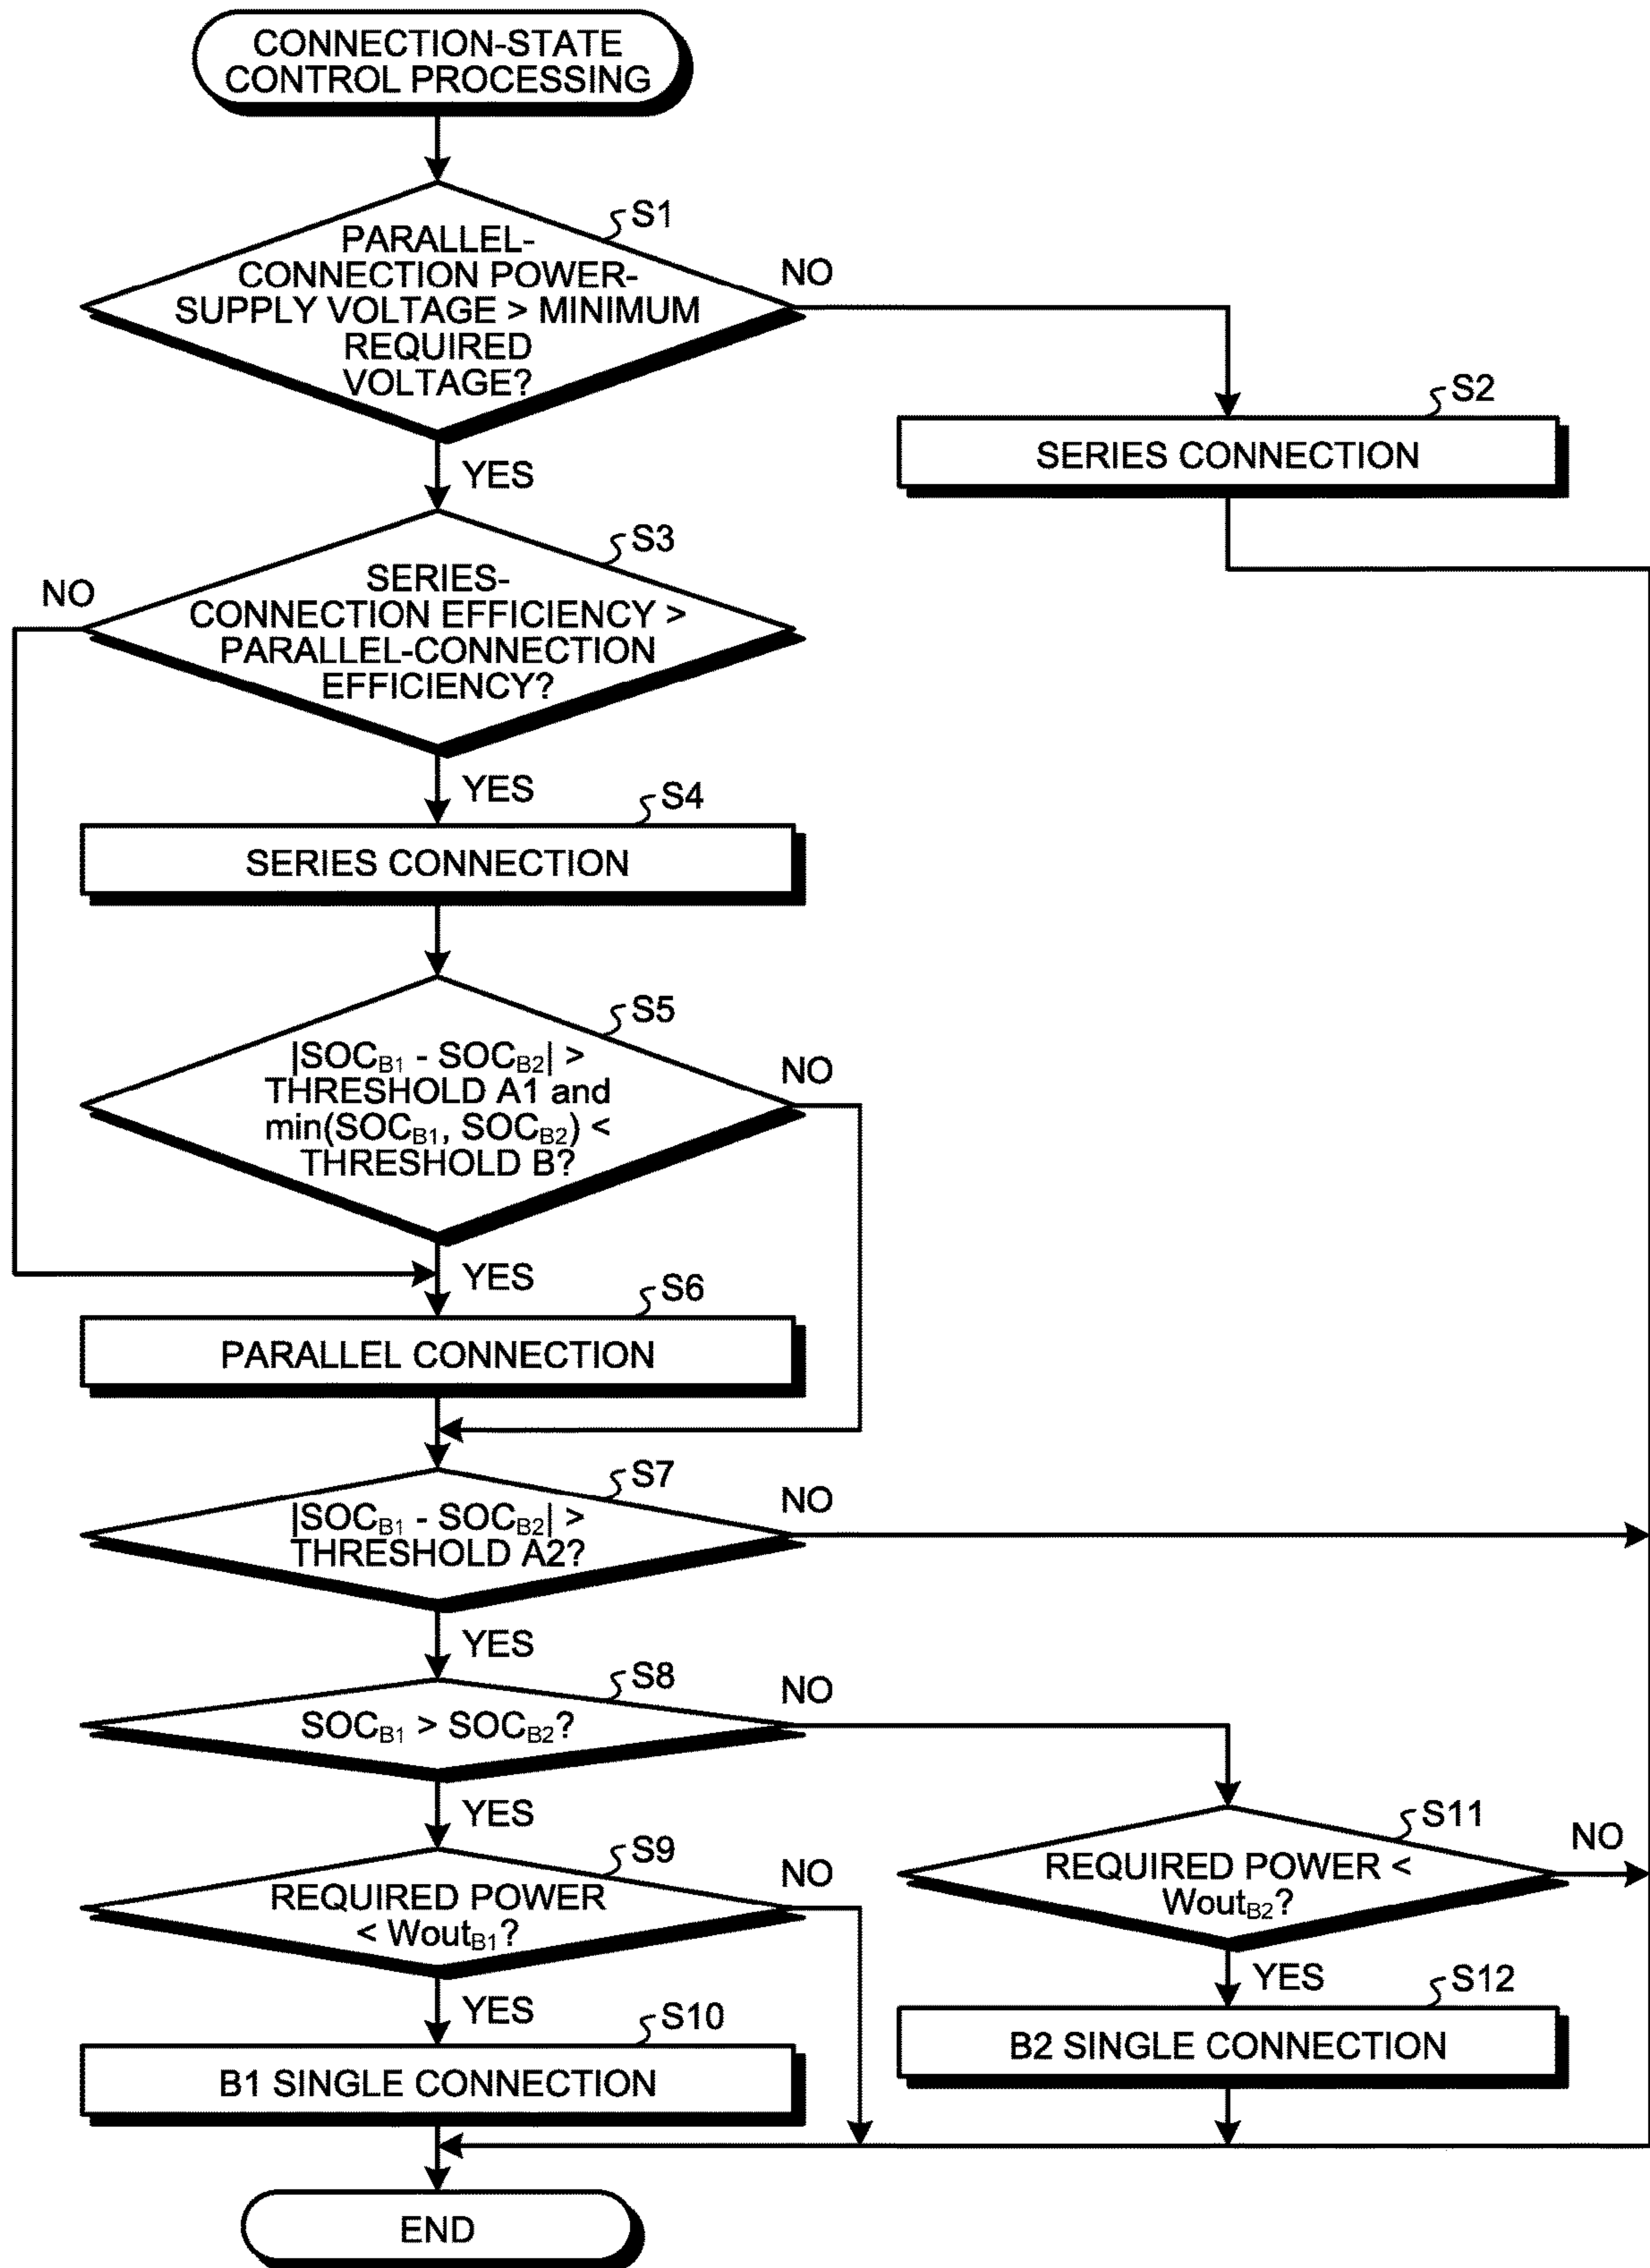 CONNECTION-STATE
CONTROL PROCESSING
S1
PARALLEL-
CONNECTION POWER-
SUPPLY VOLTAGE > MINIMUM
REQUIRED
VOLTAGE?
NO
YES
S2
SERIES CONNECTION
S3
SERIES-
CONNECTION EFFICIENCY >
PARALLEL-CONNECTION
EFFICIENCY?
NO
YES
S4
SERIES CONNECTION
S5
|SOCB1 - SOCB2| >
THRESHOLD A1 and
min(SOCB1, SOCB2) <
THRESHOLD B?
NO
YES
S6
PARALLEL CONNECTION
S7
|SOCB1 - SOCB2| >
THRESHOLD A2?
NO
YES
S8
SOCB1 > SOCB2?
NO
YES
S9
REQUIRED POWER
< WoutB1?
NO
YES
S10
B1 SINGLE CONNECTION
S11
REQUIRED POWER <
WoutB2?
NO
YES
S12
B2 SINGLE CONNECTION
END